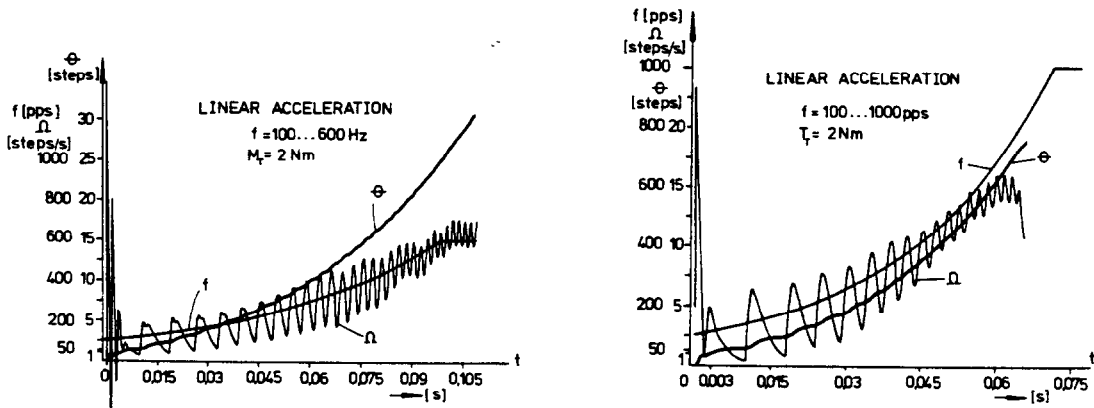 Θ
[steps]
f [pps]
Ω
[steps/s]
30
1000 25
800 20
600 15
400 10
200 5
50 1
LINEAR ACCELERATION
f = 100...600 Hz
M_T = 2 Nm
Θ
f
Ω
0 0,015 0,03 0,045 0,06 0,075 0,09 0,105 t
[s]
f [pps]
Ω
[steps/s]
1000
Θ
[steps]
800 20
600 15
400 10
200 5
50 1
LINEAR ACCELERATION
f = 100...1000 pps
T_T = 2 Nm
f
Θ
Ω
0 0,003 0,015 0,03 0,045 0,06 0,075
t
[s]